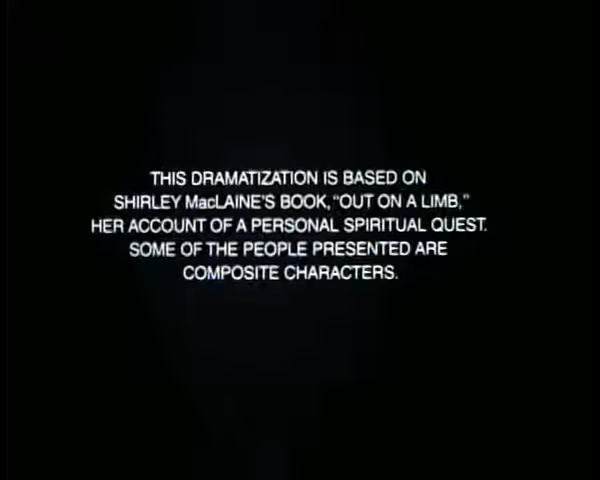 THIS DRAMATIZATION IS BASED ON
SHIRLEY MacLAINE'S BOOK, "OUT ON A LIMB,"
HER ACCOUNT OF A PERSONAL SPIRITUAL QUEST.
SOME OF THE PEOPLE PRESENTED ARE
COMPOSITE CHARACTERS.